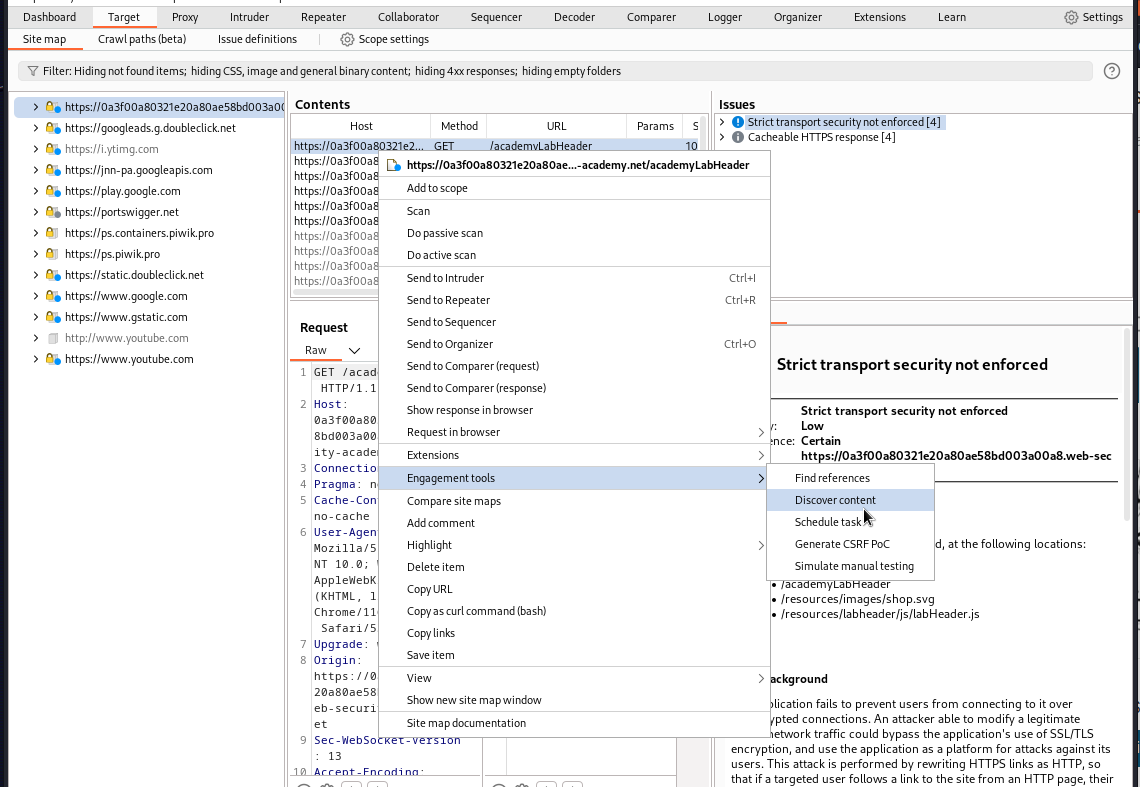 Dashboard Target Proxy Intruder Repeater Collaborator Sequencer Decoder Comparer Logger Organizer Extensions Learn Settings
Site map Crawl paths (beta) Issue definitions Scope settings
Filter: Hiding not found items; hiding CSS, image and general binary content; hiding 4xx responses; hiding empty folders
https://0a3f00a80321e20a80ae58bd003a00
https://googleads.g.doubleclick.net
https://i.ytimg.com
https://jnn-pa.googleapis.com
https://play.google.com
https://portswigger.net
https://ps.containers.piwik.pro
https://ps.piwik.pro
https://static.doubleclick.net
https://www.google.com
https://www.gstatic.com
http://www.youtube.com
https://www.youtube.com
Contents
Host Method URL Params S
https://0a3f00a80321e2... GET /academyLabHeader 10
https://0a3f00a8
https://0a3f00a8
https://0a3f00a8
https://0a3f00a8
https://0a3f00a8
https://0a3f00a8
https://0a3f00a8
https://0a3f00a8
https://0a3f00a8
https://0a3f00a80321e20a80ae...-academy.net/academyLabHeader
Add to scope
Scan
Do passive scan
Do active scan
Send to Intruder Ctrl+I
Send to Repeater Ctrl+R
Send to Sequencer
Send to Organizer Ctrl+O
Send to Comparer (request)
Send to Comparer (response)
Show response in browser
Request in browser
Extensions
Engagement tools
Compare site maps
Add comment
Highlight
Delete item
Copy URL
Copy as curl command (bash)
Copy links
Save item
View
Show new site map window
Site map documentation
Find references
Discover content
Schedule task
Generate CSRF PoC
Simulate manual testing
Request
Raw
1 GET /acad
HTTP/1.1
2 Host:
0a3f00a80
8bd003a00
ity-acade
3 Connectio
4 Pragma: n
5 Cache-Con
no-cache
6 User-Agen
Mozilla/5
NT 10.0;
AppleWebK
(KHTML, l
Chrome/11
Safari/5
7 Upgrade:
8 Origin:
https://0
20a80ae58
eb-securi
et
9 Sec-WebSocket-Version
: 13
10 Accept-Encoding:
Issues
Strict transport security not enforced [4]
Cacheable HTTPS response [4]
Strict transport security not enforced
Strict transport security not enforced
y: Low
ence: Certain
https://0a3f00a80321e20a80ae58bd003a00a8.web-sec
d, at the following locations:
• /academyLabHeader
• /resources/images/shop.svg
• /resources/labheader/js/labHeader.js
ackground
plication fails to prevent users from connecting to it over
ypted connections. An attacker able to modify a legitimate
network traffic could bypass the application's use of SSL/TLS
encryption, and use the application as a platform for attacks against its
users. This attack is performed by rewriting HTTPS links as HTTP, so
that if a targeted user follows a link to the site from an HTTP page, their